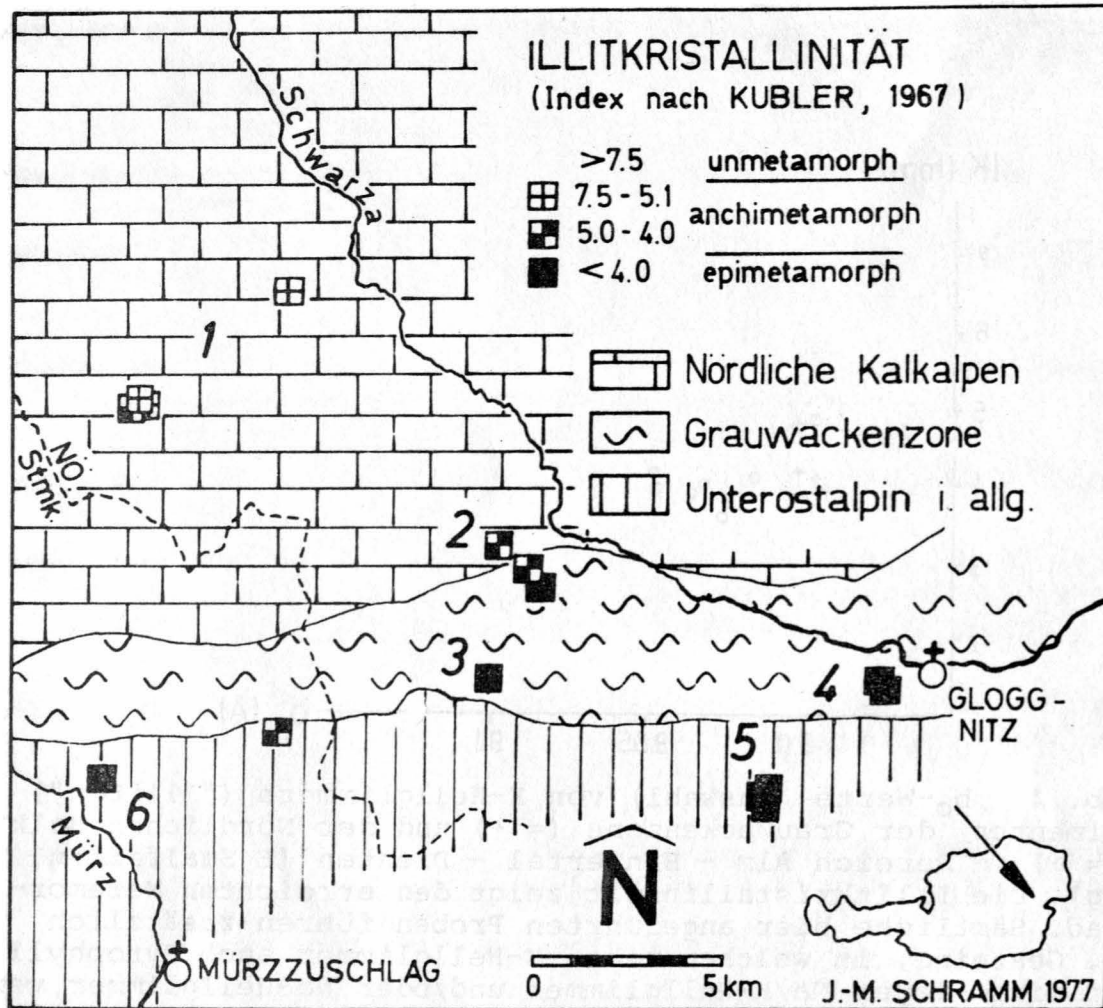 ILLITKRISTALLINITÄT
(Index nach KUBLER, 1967)
>7.5 unmetamorph
7.5-5.1 anchimetamorph
5.0-4.0
<4.0 epimetamorph
Nördliche Kalkalpen
Grauwackenzone
Unterostalpin i. allg.
Schwarza
1
NÖ
Stmk.
2
3
4
GLOGG-
NITZ
5
6
Mürz
MÜRZZUSCHLAG
N
0 5km
J.-M. SCHRAMM 1977